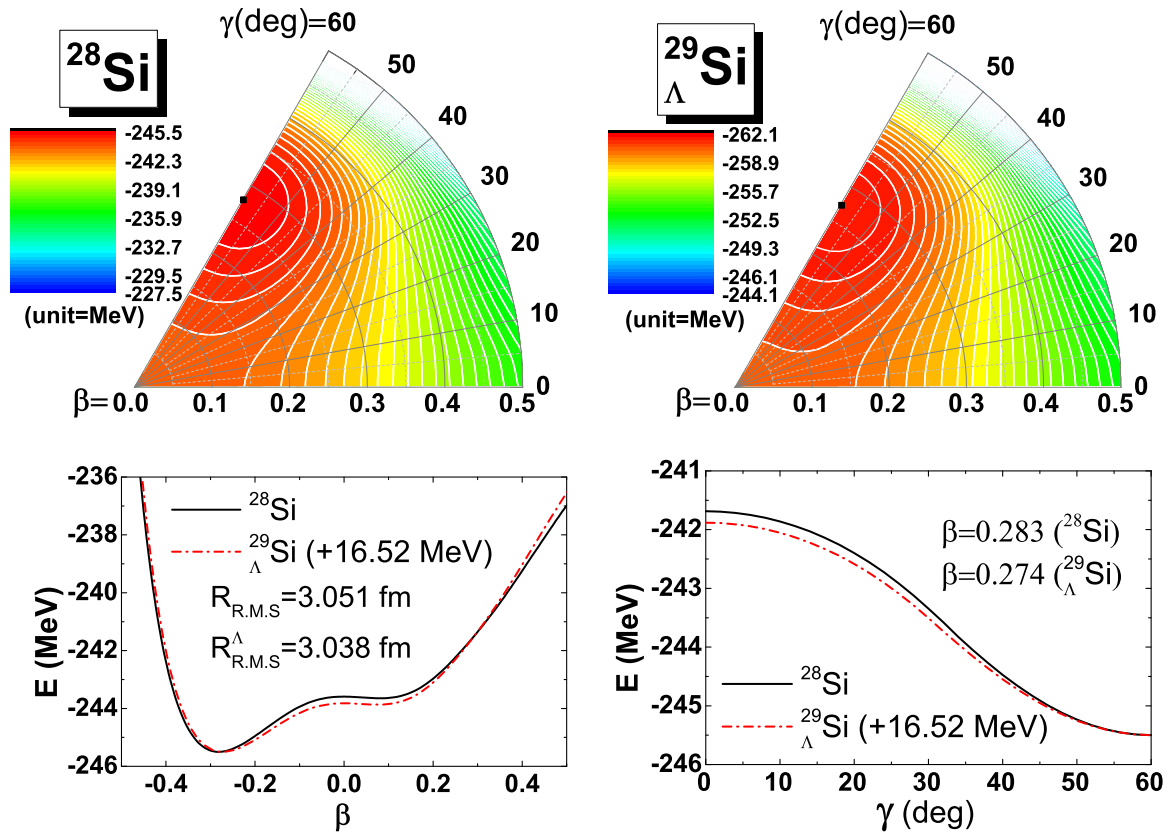 γ(deg)=60
28Si
50
40
30
20
10
0
-245.5
-242.3
-239.1
-235.9
-232.7
-229.5
-227.5
(unit=MeV)
β= 0.0 0.1 0.2 0.3 0.4 0.5
γ(deg)=60
29ΛSi
50
40
30
20
10
0
-262.1
-258.9
-255.7
-252.5
-249.3
-246.1
-244.1
(unit=MeV)
β= 0.0 0.1 0.2 0.3 0.4 0.5
E (MeV)
-236
-238
-240
-242
-244
-246
28Si
29ΛSi (+16.52 MeV)
RR.M.S=3.051 fm
RΛR.M.S=3.038 fm
-0.4 -0.2 0.0 0.2 0.4
β
E (MeV)
-241
-242
-243
-244
-245
-246
β=0.283 (28Si)
β=0.274 (29ΛSi)
28Si
29ΛSi (+16.52 MeV)
0 10 20 30 40 50 60
γ (deg)